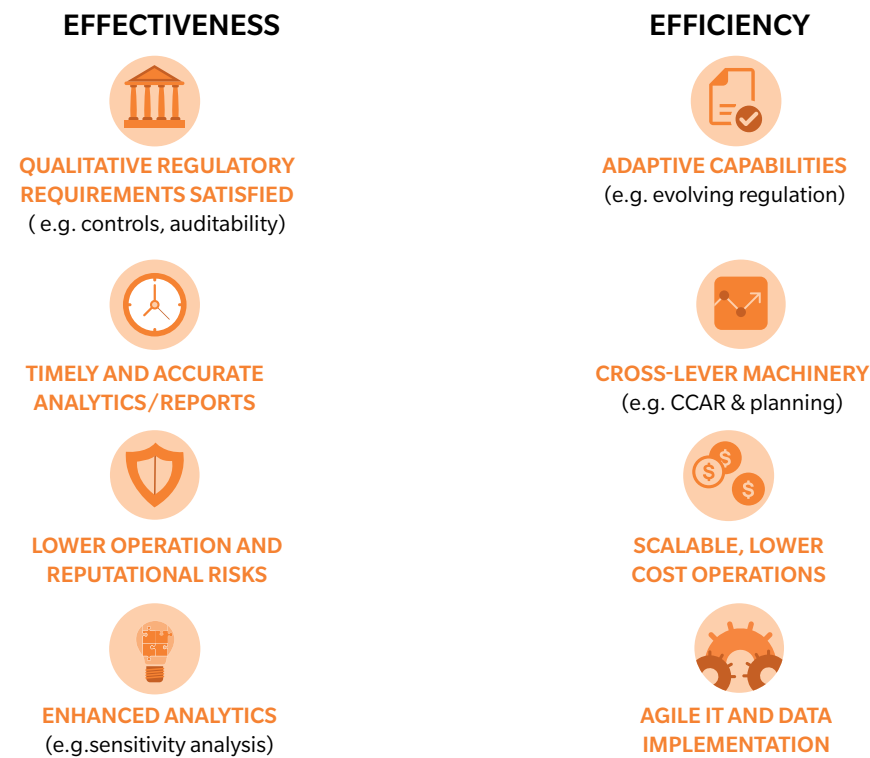 EFFECTIVENESS
QUALITATIVE REGULATORY
REQUIREMENTS SATISFIED
( e.g. controls, auditability)
TIMELY AND ACCURATE
ANALYTICS/REPORTS
LOWER OPERATION AND
REPUTATIONAL RISKS
ENHANCED ANALYTICS
(e.g.sensitivity analysis)
EFFICIENCY
ADAPTIVE CAPABILITIES
(e.g. evolving regulation)
CROSS-LEVER MACHINERY
(e.g. CCAR & planning)
$
$
$
SCALABLE, LOWER
COST OPERATIONS
AGILE IT AND DATA
IMPLEMENTATION